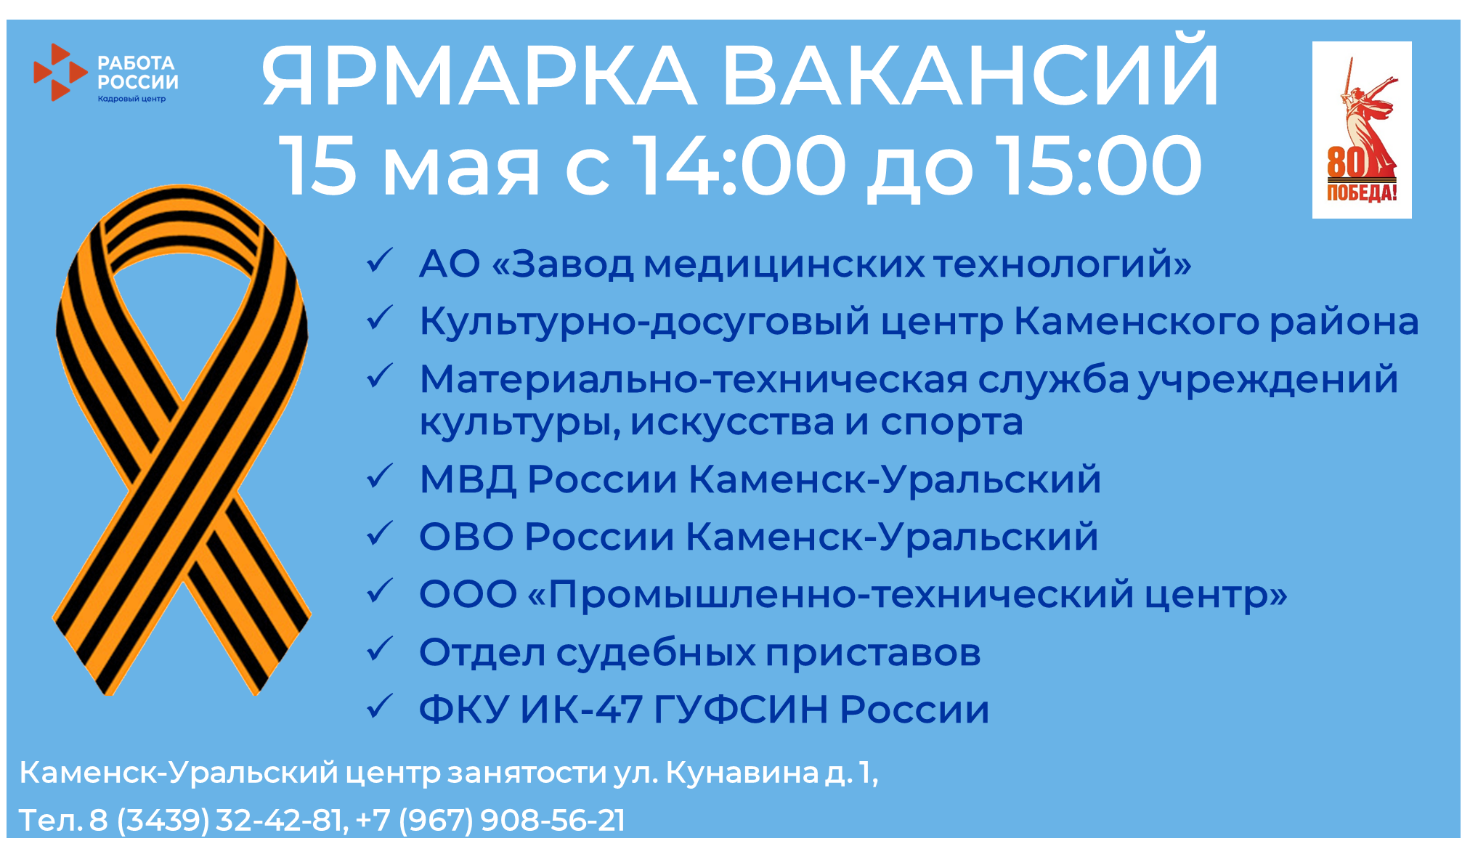 РАБОТА
РОССИИ
Кадровый центр
ЯРМАРКА ВАКАНСИЙ
15 мая с 14:00 до 15:00
80
ПОБЕДА!
АО «Завод медицинских технологий»
Культурно-досуговый центр Каменского района
Материально-техническая служба учреждений
культуры, искусства и спорта
МВД России Каменск-Уральский
ОВО России Каменск-Уральский
ООО «Промышленно-технический центр»
Отдел судебных приставов
ФКУ ИК-47 ГУФСИН России
Каменск-Уральский центр занятости ул. Кунавина д. 1,
Тел. 8 (3439) 32-42-81, +7 (967) 908-56-21